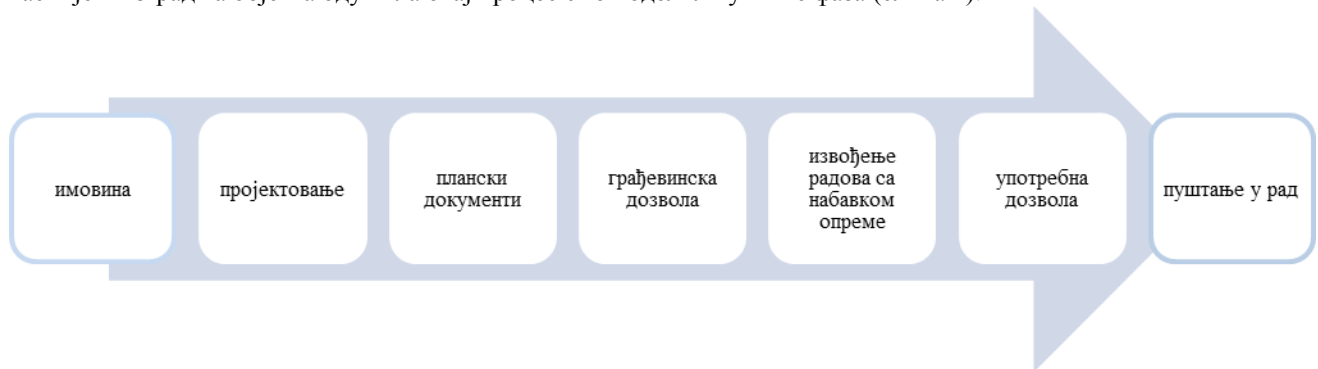 имовина
пројектовање
плански
документи
грађевинска
дозвола
извођење
радова са
набавком
опреме
употребна
дозвола
пуштање у рад